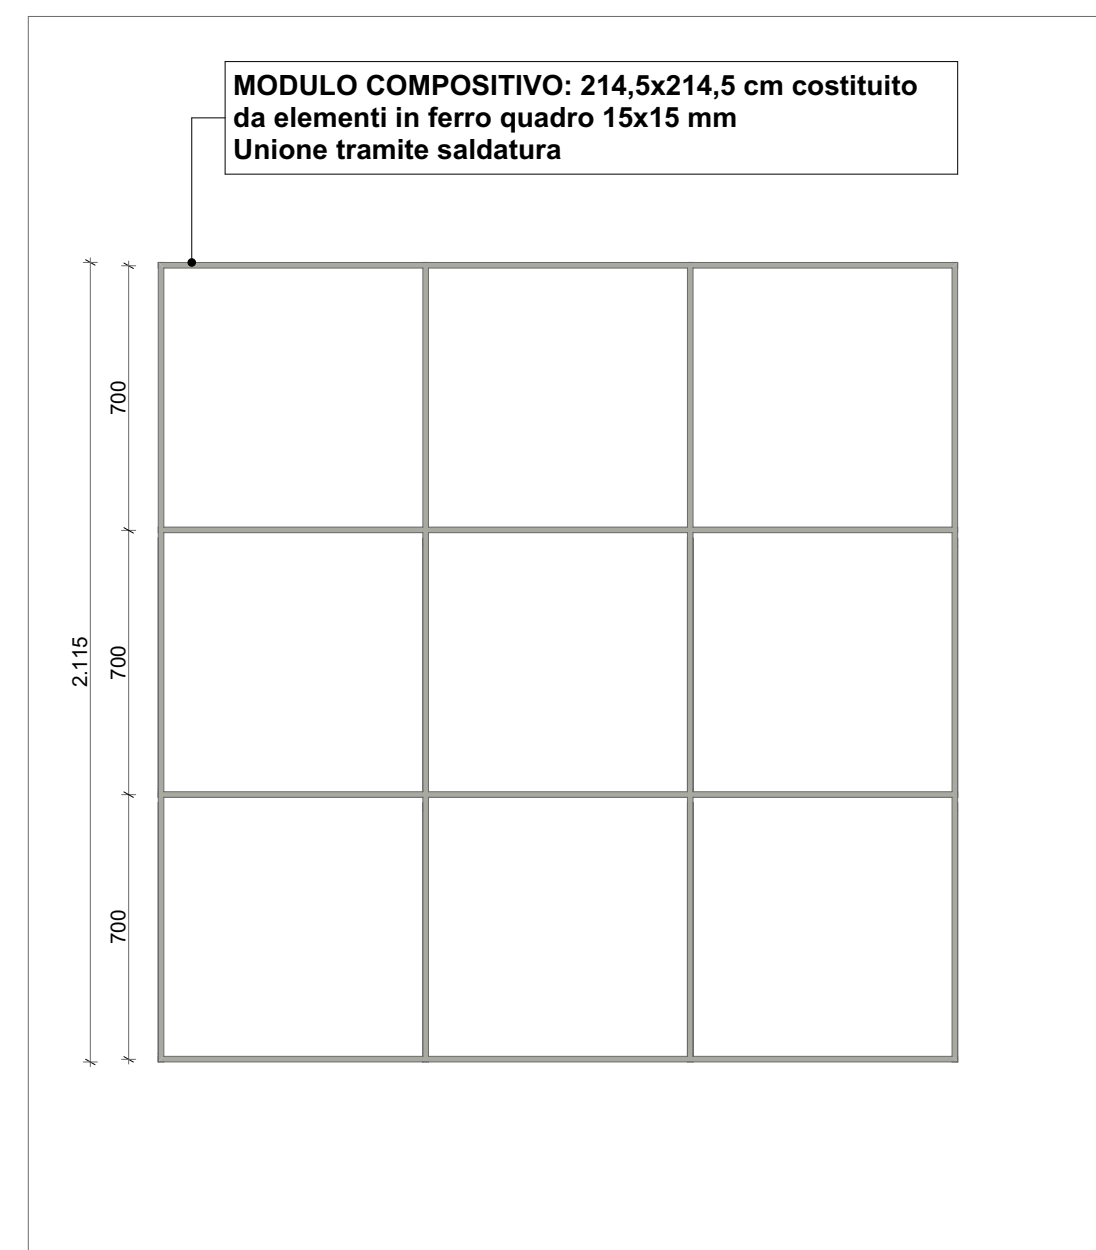 MODULO COMPOSITIVO: 214,5x214,5 cm costituito
da elementi in ferro quadro 15x15 mm
Unione tramite saldatura
700
2.115
700
700